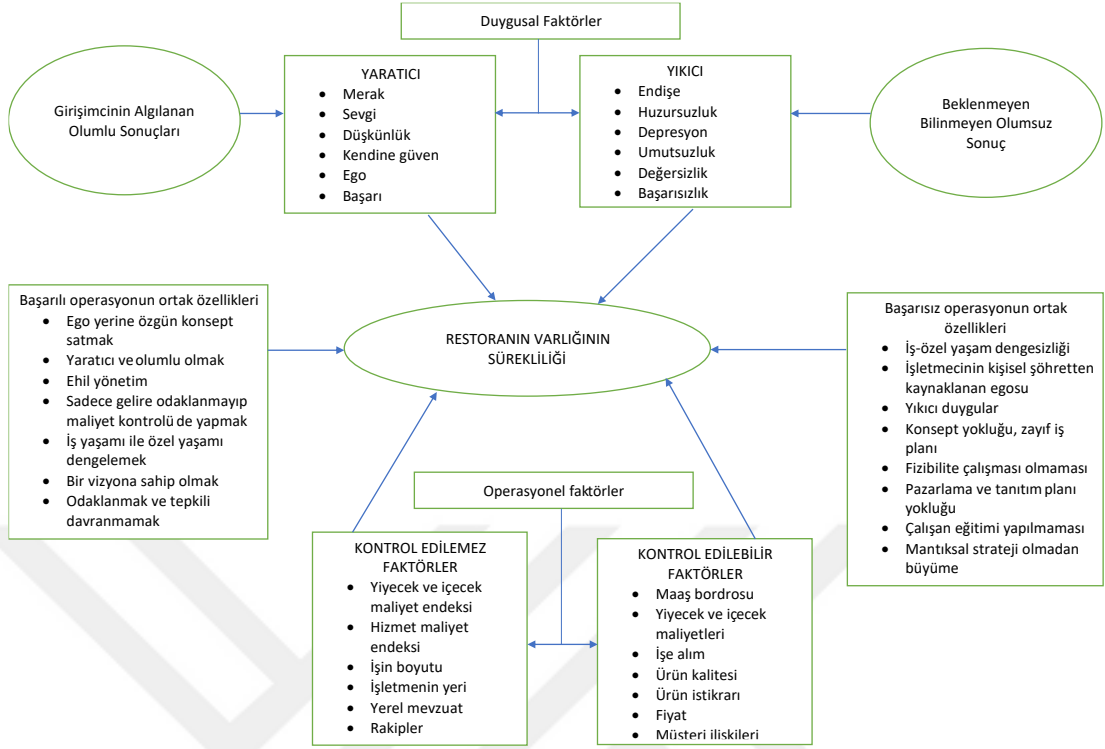 Duygusal Faktörler
Girişimcinin Algılanan
Olumlu Sonuçları
YARATICI
• Merak
• Sevgi
• Düşkünlük
• Kendine güven
• Ego
• Başarı
YIKICI
• Endişe
• Huzursuzluk
• Depresyon
• Umutsuzluk
• Değersizlik
• Başarısızlık
Beklenmeyen
Bilinmeyen Olumsuz
Sonuç
Başarılı operasyonun ortak özellikleri
• Ego yerine özgün konsept
satmak
• Yaratıcı ve olumlu olmak
• Ehil yönetim
• Sadece gelire odaklanmayıp
maliyet kontrolü de yapmak
• İş yaşamı ile özel yaşamı
dengelemek
• Bir vizyona sahip olmak
• Odaklanmak ve tepkili
davranmamak
RESTORANIN VARLIĞININ
SÜREKLİLİĞİ
Başarısız operasyonun ortak
özellikleri
• İş-özel yaşam dengesizliği
• İşletmecinin kişisel şöhretten
kaynaklanan egosu
• Yıkıcı duygular
• Konsept yokluğu, zayıf iş
planı
• Fizibilite çalışması olmaması
• Pazarlama ve tanıtım planı
yokluğu
• Çalışan eğitimi yapılmaması
• Mantıksal strateji olmadan
büyüme
Operasyonel faktörler
KONTROL EDİLEMEZ
FAKTÖRLER
• Yiyecek ve içecek
maliyet endeksi
• Hizmet maliyet
endeksi
• İşin boyutu
• İşletmenin yeri
• Yerel mevzuat
• Rakipler
KONTROL EDİLEBİLİR
FAKTÖRLER
• Maaş bordrosu
• Yiyecek ve içecek
maliyetleri
• İşe alım
• Ürün kalitesi
• Ürün istikrarı
• Fiyat
• Müşteri ilişkileri